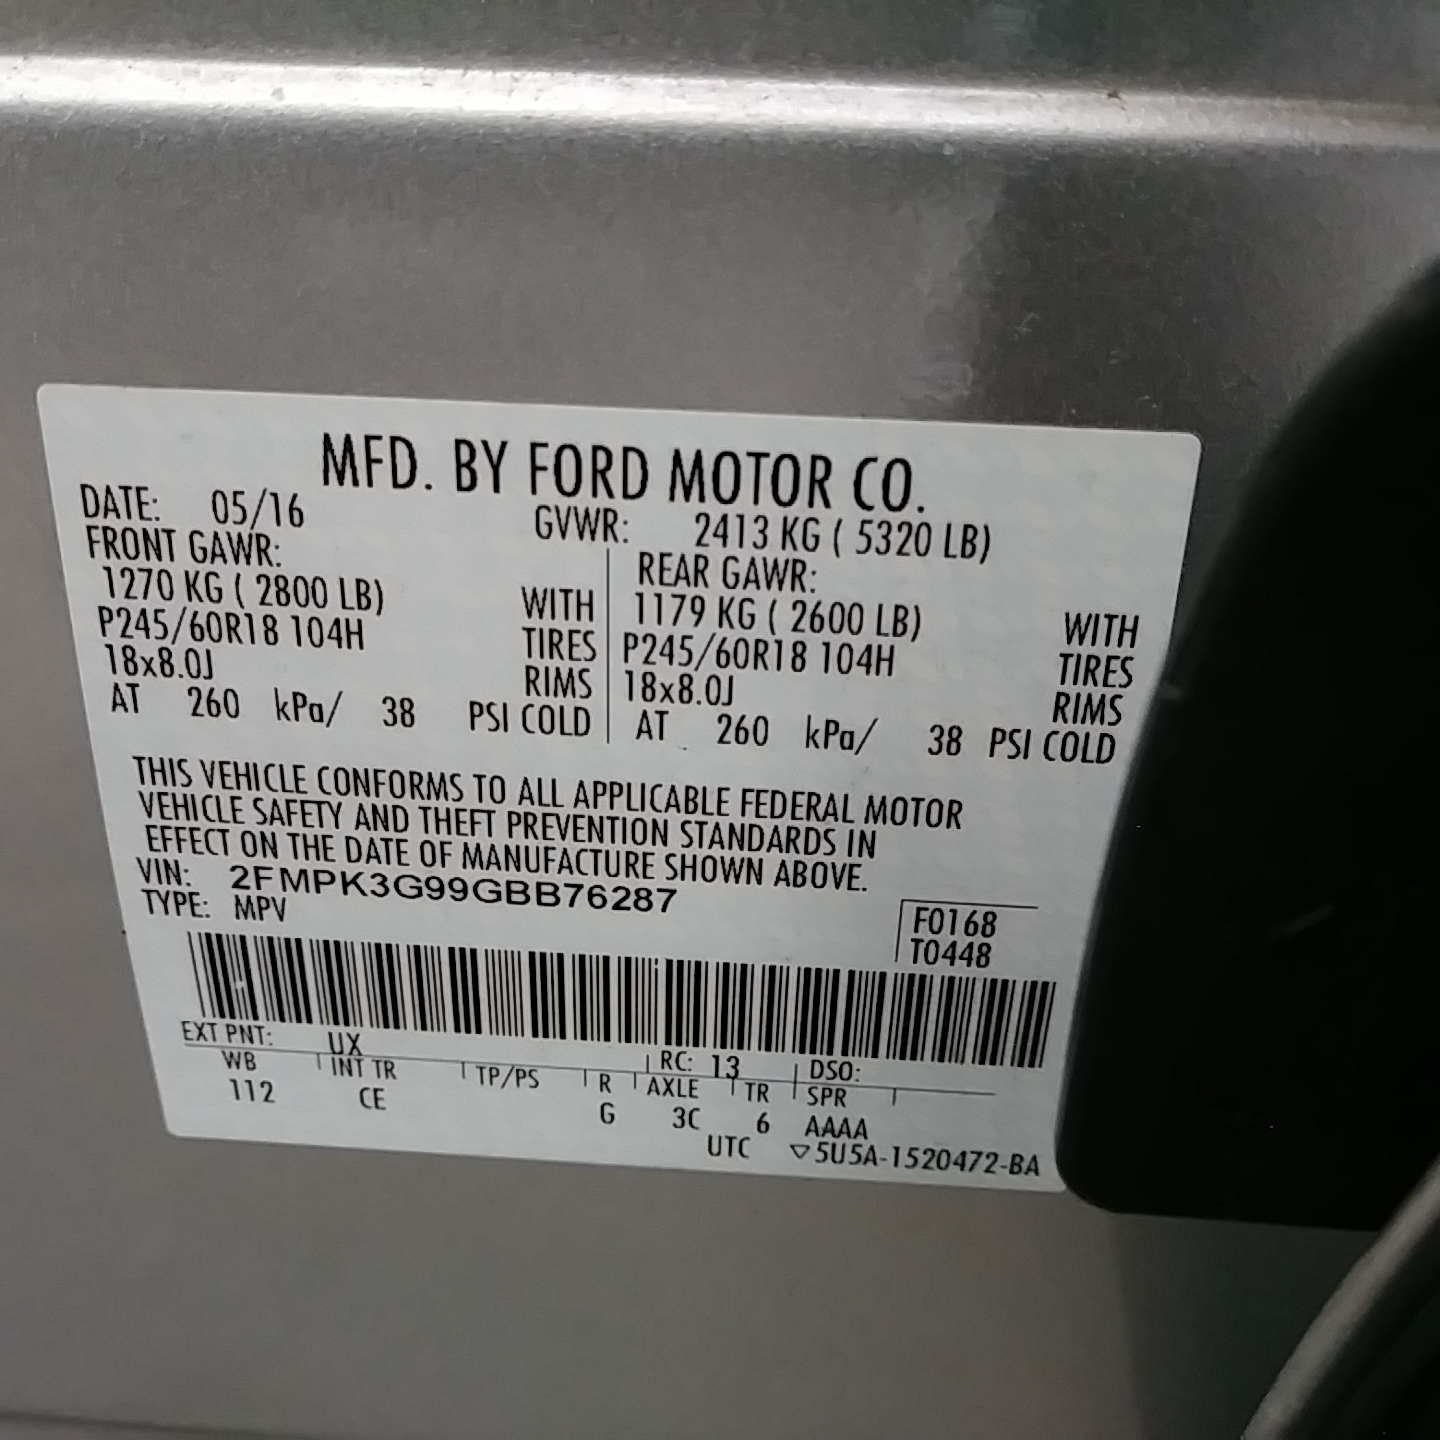 MFD. BY FORD MOTOR CO.
DATE: 05/16 GVWR: 2413 KG ( 5320 LB)
FRONT GAWR: REAR GAWR:
1270 KG ( 2800 LB) WITH 1179 KG ( 2600 LB) WITH
P245/60R18 104H TIRES P245/60R18 104H TIRES
18x8.0J RIMS 18x8.0J RIMS
AT 260 kPa/ 38 PSI COLD AT 260 kPa/ 38 PSI COLD
THIS VEHICLE CONFORMS TO ALL APPLICABLE FEDERAL MOTOR
VEHICLE SAFETY AND THEFT PREVENTION STANDARDS IN
EFFECT ON THE DATE OF MANUFACTURE SHOWN ABOVE.
VIN: 2FMPK3G99GBB76287
TYPE: MPV F0168
T0448
EXT PNT: UX RC: 13 DSO:
WB INT TR TP/PS R AXLE TR SPR
112 CE G 3C 6 AAAA
UTC ▽5U5A-1520472-BA